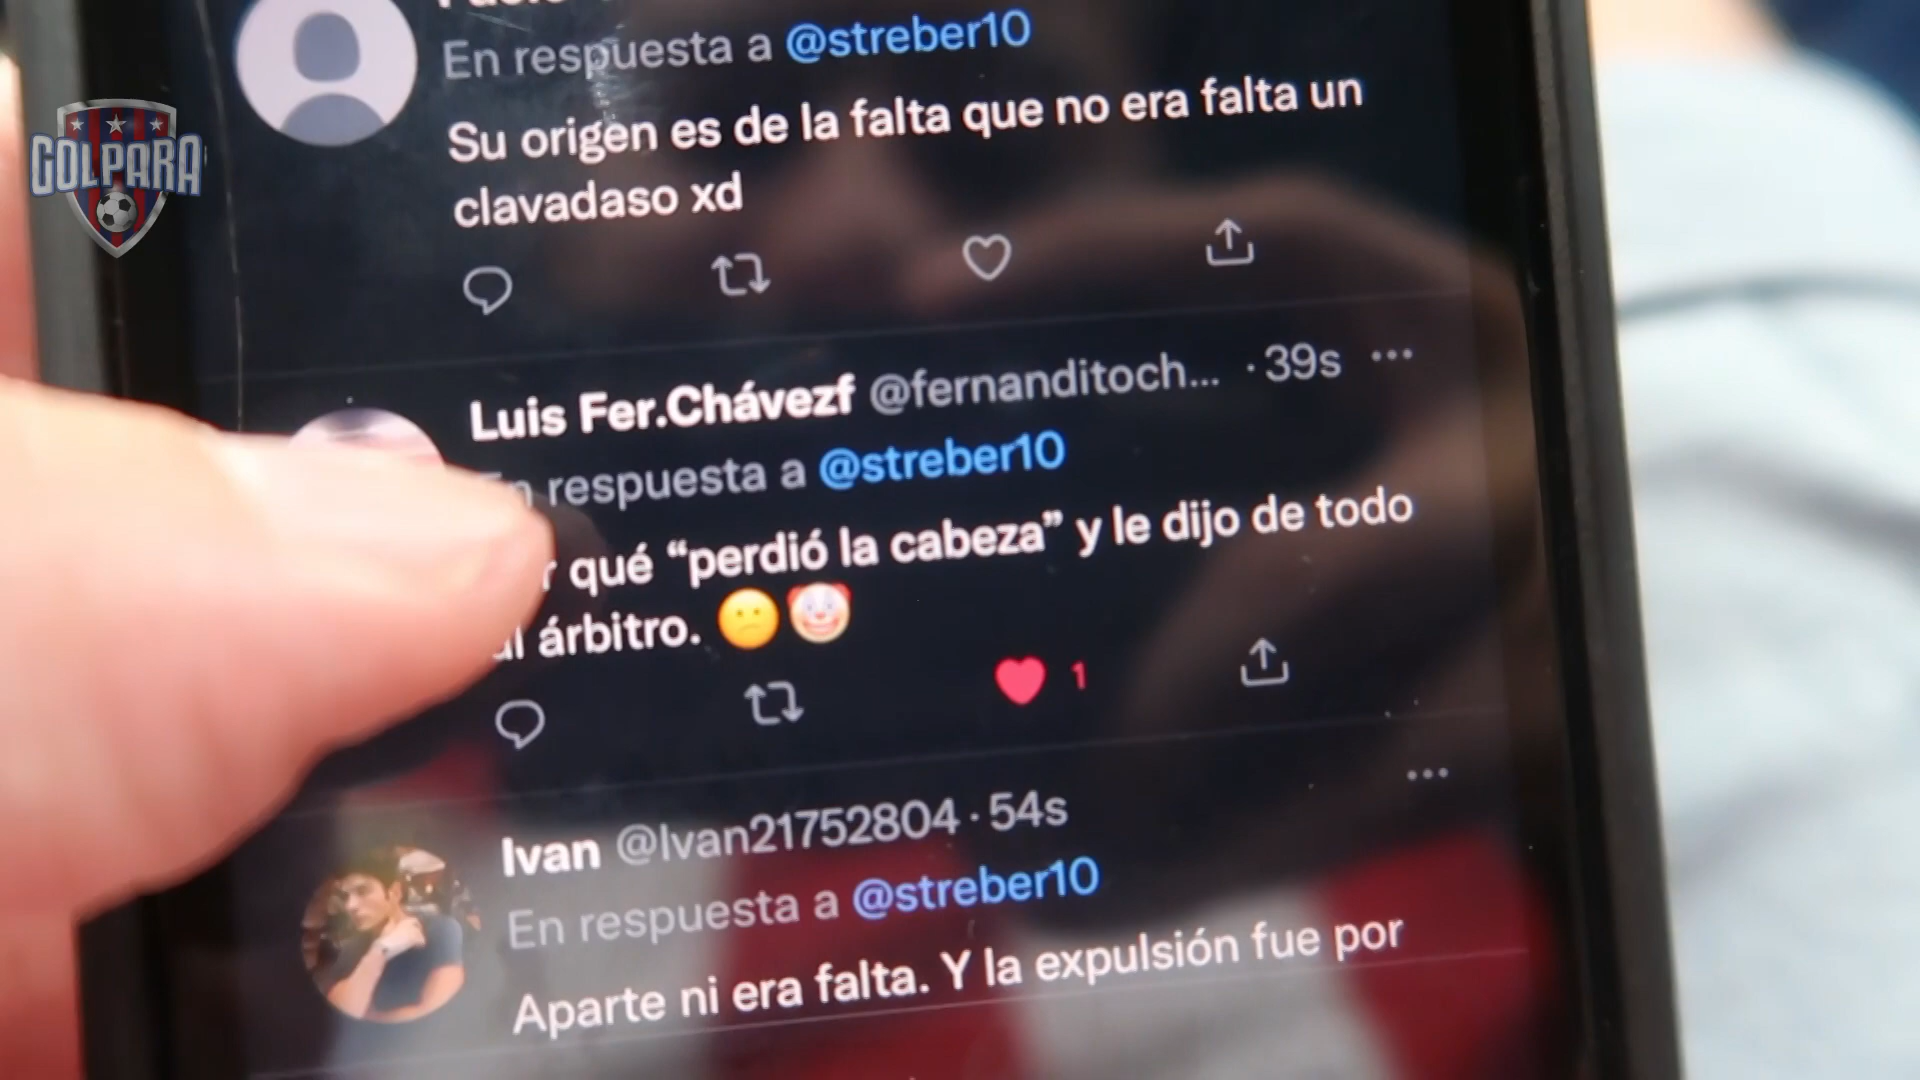 GOLPARA
En respuesta a @streber10
Su origen es de la falta que no era falta un
clavadaso xd
Luis Fer.Chávezf @fernanditoch... · 39s
respuesta a @streber10
qué “perdió la cabeza” y le dijo de todo
al árbitro. 😕🤡
1
Ivan @Ivan21752804 · 54s
En respuesta a @streber10
Aparte ni era falta. Y la expulsión fue por